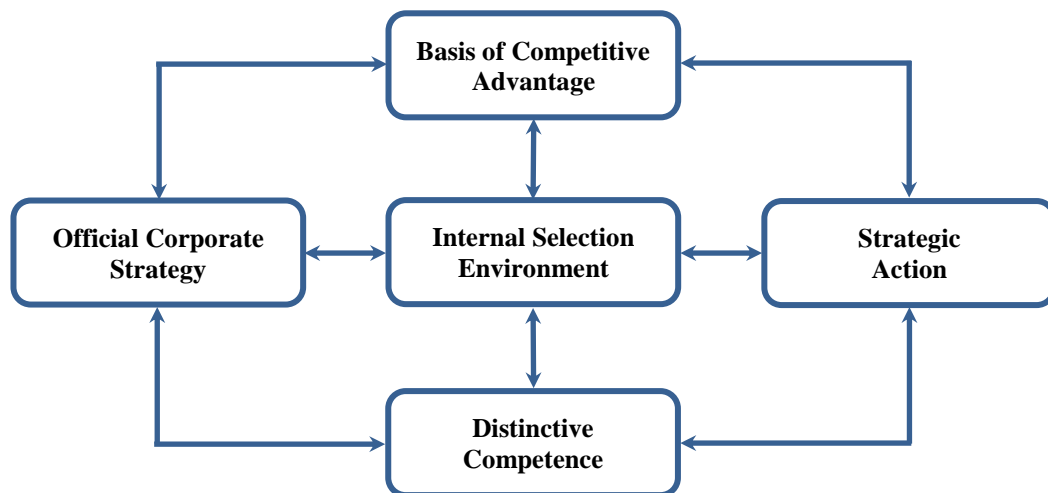 Basis of Competitive
Advantage
Official Corporate
Strategy
Internal Selection
Environment
Strategic
Action
Distinctive
Competence